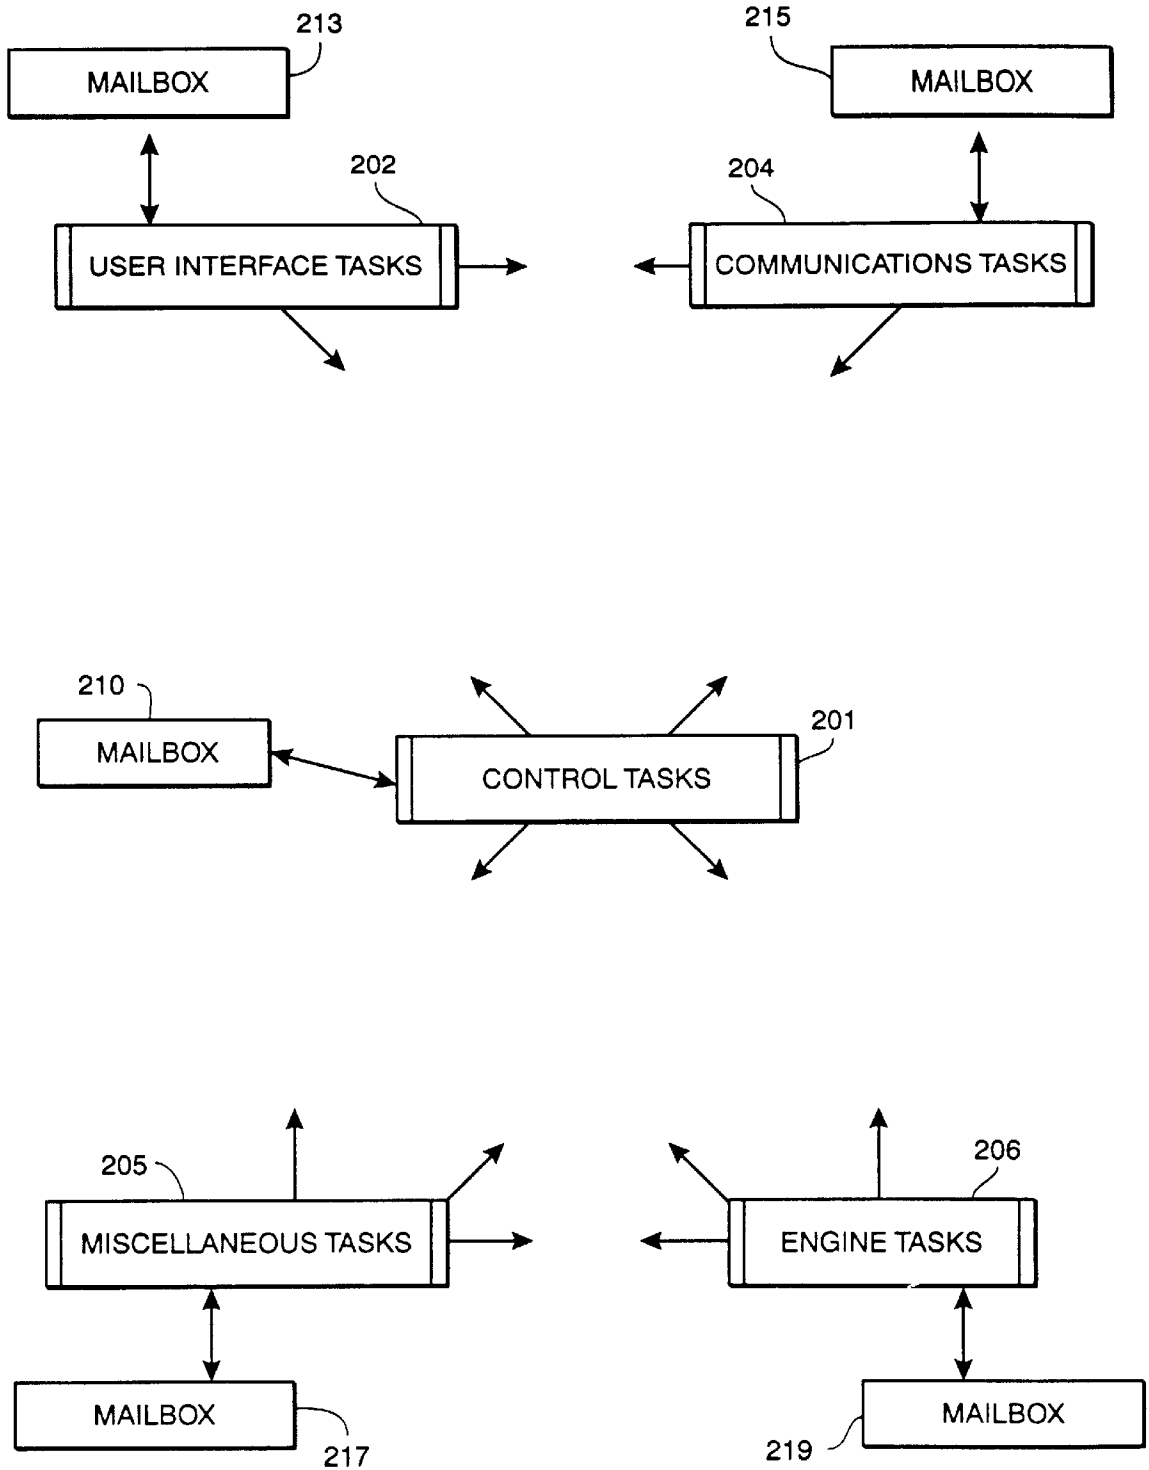 213
215
MAILBOX
MAILBOX
202
204
USER INTERFACE TASKS
COMMUNICATIONS TASKS
210
201
MAILBOX
CONTROL TASKS
205
206
MISCELLANEOUS TASKS
ENGINE TASKS
MAILBOX
MAILBOX
217
219